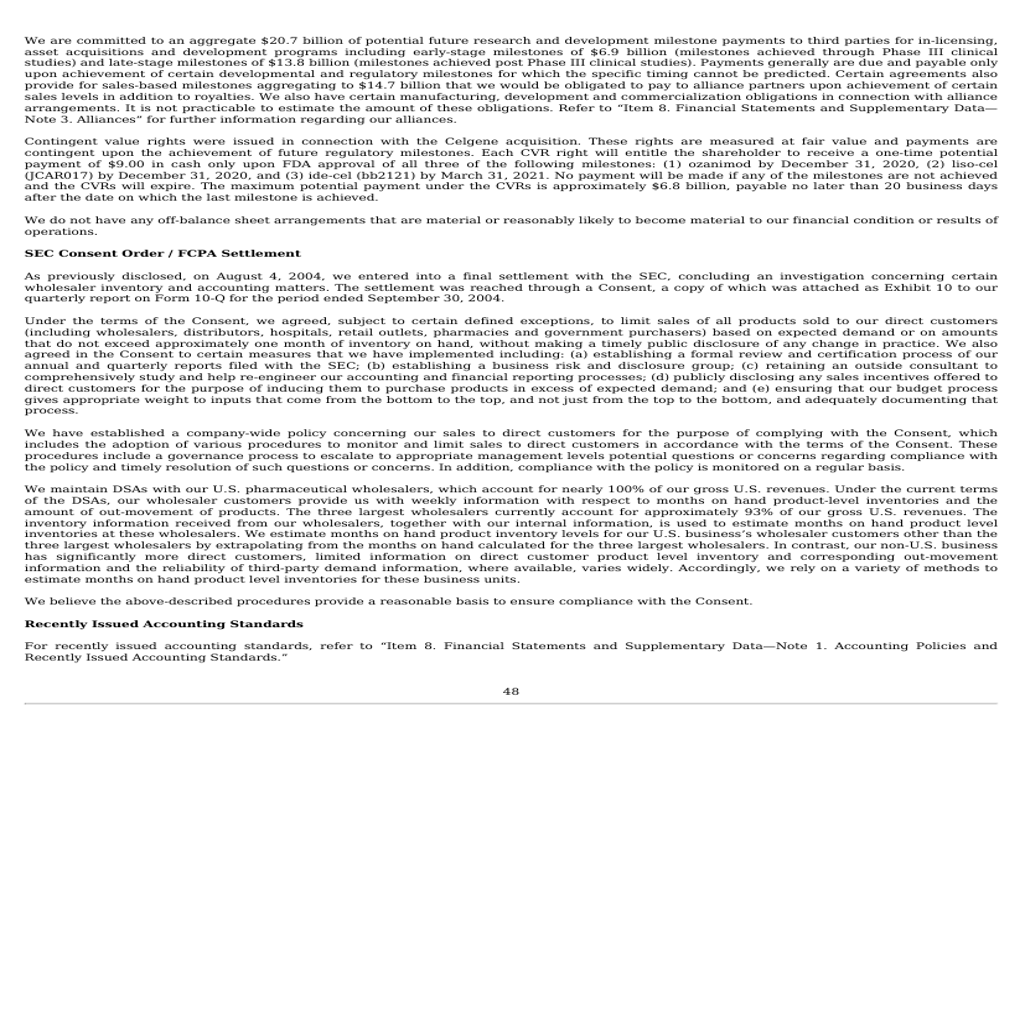 We are committed to an aggregate $20.7 billion of potential future research and development milestone payments to third parties for in-licensing,
asset acquisitions and development programs including early-stage milestones of $6.9 billion (milestones achieved through Phase III clinical
studies) and late-stage milestones of $13.8 billion (milestones achieved post Phase III clinical studies). Payments generally are due and payable only
upon achievement of certain developmental and regulatory milestones for which the specific timing cannot be predicted. Certain agreements also
provide for sales-based milestones aggregating to $14.7 billion that we would be obligated to pay to alliance partners upon achievement of certain
sales levels in addition to royalties. We also have certain manufacturing, development and commercialization obligations in connection with alliance
arrangements. It is not practicable to estimate the amount of these obligations. Refer to “Item 8. Financial Statements and Supplementary Data—
Note 3. Alliances” for further information regarding our alliances.
Contingent value rights were issued in connection with the Celgene acquisition. These rights are measured at fair value and payments are
contingent upon the achievement of future regulatory milestones. Each CVR right will entitle the shareholder to receive a one-time potential
payment of $9.00 in cash only upon FDA approval of all three of the following milestones: (1) ozanimod by December 31, 2020, (2) liso-cel
(JCAR017) by December 31, 2020, and (3) ide-cel (bb2121) by March 31, 2021. No payment will be made if any of the milestones are not achieved
and the CVRs will expire. The maximum potential payment under the CVRs is approximately $6.8 billion, payable no later than 20 business days
after the date on which the last milestone is achieved.
We do not have any off-balance sheet arrangements that are material or reasonably likely to become material to our financial condition or results of
operations.
SEC Consent Order / FCPA Settlement
As previously disclosed, on August 4, 2004, we entered into a final settlement with the SEC, concluding an investigation concerning certain
wholesaler inventory and accounting matters. The settlement was reached through a Consent, a copy of which was attached as Exhibit 10 to our
quarterly report on Form 10-Q for the period ended September 30, 2004.
Under the terms of the Consent, we agreed, subject to certain defined exceptions, to limit sales of all products sold to our direct customers
(including wholesalers, distributors, hospitals, retail outlets, pharmacies and government purchasers) based on expected demand or on amounts
that do not exceed approximately one month of inventory on hand, without making a timely public disclosure of any change in practice. We also
agreed in the Consent to certain measures that we have implemented including: (a) establishing a formal review and certification process of our
annual and quarterly reports filed with the SEC; (b) establishing a business risk and disclosure group; (c) retaining an outside consultant to
comprehensively study and help re-engineer our accounting and financial reporting processes; (d) publicly disclosing any sales incentives offered to
direct customers for the purpose of inducing them to purchase products in excess of expected demand; and (e) ensuring that our budget process
gives appropriate weight to inputs that come from the bottom to the top, and not just from the top to the bottom, and adequately documenting that
process.
We have established a company-wide policy concerning our sales to direct customers for the purpose of complying with the Consent, which
includes the adoption of various procedures to monitor and limit sales to direct customers in accordance with the terms of the Consent. These
procedures include a governance process to escalate to appropriate management levels potential questions or concerns regarding compliance with
the policy and timely resolution of such questions or concerns. In addition, compliance with the policy is monitored on a regular basis.
We maintain DSAs with our U.S. pharmaceutical wholesalers, which account for nearly 100% of our gross U.S. revenues. Under the current terms
of the DSAs, our wholesaler customers provide us with weekly information with respect to months on hand product-level inventories and the
amount of out-movement of products. The three largest wholesalers currently account for approximately 93% of our gross U.S. revenues. The
inventory information received from our wholesalers, together with our internal information, is used to estimate months on hand product level
inventories at these wholesalers. We estimate months on hand product inventory levels for our U.S. business’s wholesaler customers other than the
three largest wholesalers by extrapolating from the months on hand calculated for the three largest wholesalers. In contrast, our non-U.S. business
has significantly more direct customers, limited information on direct customer product level inventory and corresponding out-movement
information and the reliability of third-party demand information, where available, varies widely. Accordingly, we rely on a variety of methods to
estimate months on hand product level inventories for these business units.
We believe the above-described procedures provide a reasonable basis to ensure compliance with the Consent.
Recently Issued Accounting Standards
For recently issued accounting standards, refer to “Item 8. Financial Statements and Supplementary Data—Note 1. Accounting Policies and
Recently Issued Accounting Standards.”
48